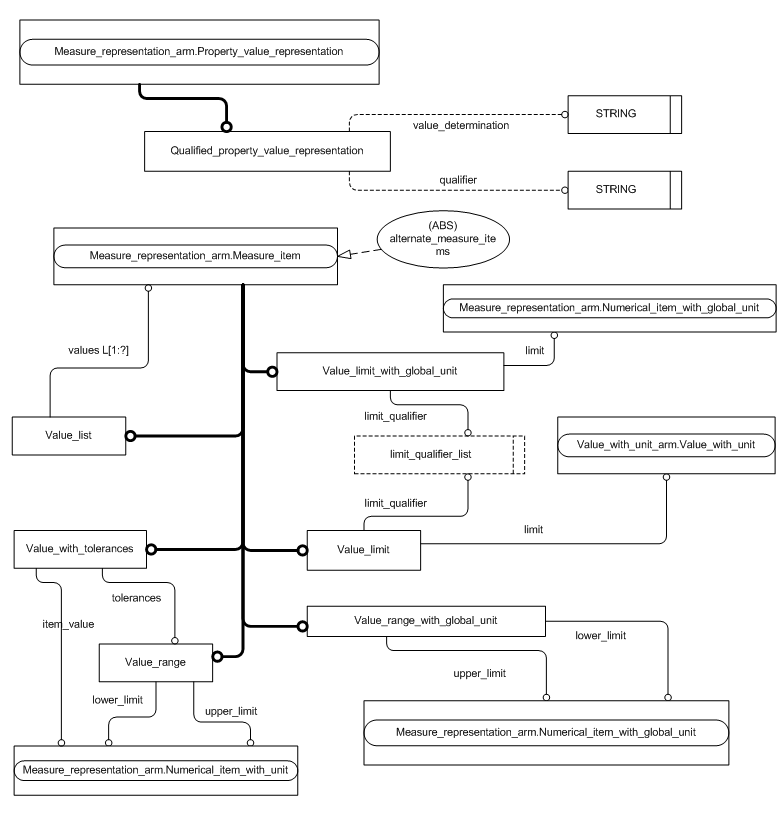 Measure_representation_arm.Property_value_representation
STRING
value_determination
Qualified_property_value_representation
qualifier
STRING
(ABS)
alternate_measure_ite
ms
Measure_representation_arm.Measure_item
Measure_representation_arm.Numerical_item_with_global_unit
values L[1:?]
limit
Value_limit_with_global_unit
limit_qualifier
Value_list
limit_qualifier_list
Value_with_unit_arm.Value_with_unit
limit_qualifier
limit
Value_with_tolerances
Value_limit
tolerances
item_value
Value_range_with_global_unit
lower_limit
Value_range
upper_limit
lower_limit
upper_limit
Measure_representation_arm.Numerical_item_with_global_unit
Measure_representation_arm.Numerical_item_with_unit